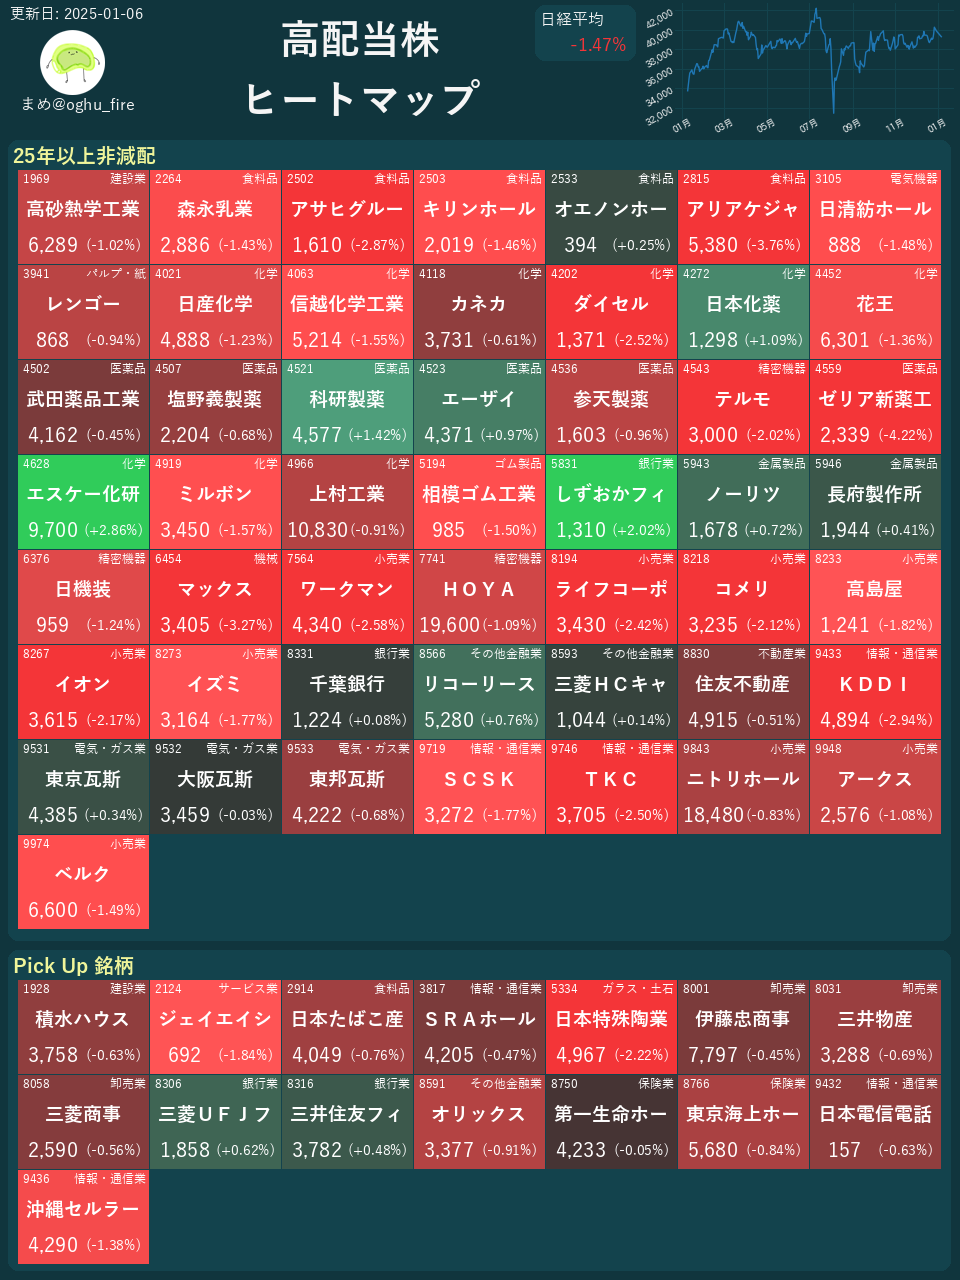 更新日: 2025-01-06
まめ@oghu_fire
高配当株
ヒートマップ
日経平均
-1.47%
42,000
40,000
38,000
36,000
34,000
32,000
01月 03月 05月 07月 09月 11月 01月
25年以上非減配
1969 建設業 2264 食料品 2502 食料品 2503 食料品 2533 食料品 2815 食料品 3105 電気機器
高砂熱学工業 森永乳業 アサヒグルー キリンホール オエノンホー アリアケジャ 日清紡ホール
6,289 (-1.02%) 2,886 (-1.43%) 1,610 (-2.87%) 2,019 (-1.46%) 394 (+0.25%) 5,380 (-3.76%) 888 (-1.48%)
3941 パルプ・紙 4021 化学 4063 化学 4118 化学 4202 化学 4272 化学 4452 化学
レンゴー 日産化学 信越化学工業 カネカ ダイセル 日本化薬 花王
868 (-0.94%) 4,888 (-1.23%) 5,214 (-1.55%) 3,731 (-0.61%) 1,371 (-2.52%) 1,298 (+1.09%) 6,301 (-1.36%)
4502 医薬品 4507 医薬品 4521 医薬品 4523 医薬品 4536 医薬品 4543 精密機器 4559 医薬品
武田薬品工業 塩野義製薬 科研製薬 エーザイ 参天製薬 テルモ ゼリア新薬工
4,162 (-0.45%) 2,204 (-0.68%) 4,577 (+1.42%) 4,371 (+0.97%) 1,603 (-0.96%) 3,000 (-2.02%) 2,339 (-4.22%)
4628 化学 4919 化学 4966 化学 5194 ゴム製品 5831 銀行業 5943 金属製品 5946 金属製品
エスケー化研 ミルボン 上村工業 相模ゴム工業 しずおかフィ ノーリツ 長府製作所
9,700 (+2.86%) 3,450 (-1.57%) 10,830 (-0.91%) 985 (-1.50%) 1,310 (+2.02%) 1,678 (+0.72%) 1,944 (+0.41%)
6376 精密機器 6454 機械 7564 小売業 7741 精密機器 8194 小売業 8218 小売業 8233 小売業
日機装 マックス ワークマン ＨＯＹＡ ライフコーポ コメリ 高島屋
959 (-1.24%) 3,405 (-3.27%) 4,340 (-2.58%) 19,600 (-1.09%) 3,430 (-2.42%) 3,235 (-2.12%) 1,241 (-1.82%)
8267 小売業 8273 小売業 8331 銀行業 8566 その他金融業 8593 その他金融業 8830 不動産業 9433 情報・通信業
イオン イズミ 千葉銀行 リコーリース 三菱ＨＣキャ 住友不動産 ＫＤＤＩ
3,615 (-2.17%) 3,164 (-1.77%) 1,224 (+0.08%) 5,280 (+0.76%) 1,044 (+0.14%) 4,915 (-0.51%) 4,894 (-2.94%)
9531 電気・ガス業 9532 電気・ガス業 9533 電気・ガス業 9719 情報・通信業 9746 情報・通信業 9843 小売業 9948 小売業
東京瓦斯 大阪瓦斯 東邦瓦斯 ＳＣＳＫ ＴＫＣ ニトリホール アークス
4,385 (+0.34%) 3,459 (-0.03%) 4,222 (-0.68%) 3,272 (-1.77%) 3,705 (-2.50%) 18,480 (-0.83%) 2,576 (-1.08%)
9974 小売業
ベルク
6,600 (-1.49%)
Pick Up 銘柄
1928 建設業 2124 サービス業 2914 食料品 3817 情報・通信業 5334 ガラス・土石 8001 卸売業 8031 卸売業
積水ハウス ジェイエイシ 日本たばこ産 ＳＲＡホール 日本特殊陶業 伊藤忠商事 三井物産
3,758 (-0.63%) 692 (-1.84%) 4,049 (-0.76%) 4,205 (-0.47%) 4,967 (-2.22%) 7,797 (-0.45%) 3,288 (-0.69%)
8058 卸売業 8306 銀行業 8316 銀行業 8591 その他金融業 8750 保険業 8766 保険業 9432 情報・通信業
三菱商事 三菱ＵＦＪフ 三井住友フィ オリックス 第一生命ホー 東京海上ホー 日本電信電話
2,590 (-0.56%) 1,858 (+0.62%) 3,782 (+0.48%) 3,377 (-0.91%) 4,233 (-0.05%) 5,680 (-0.84%) 157 (-0.63%)
9436 情報・通信業
沖縄セルラー
4,290 (-1.38%)